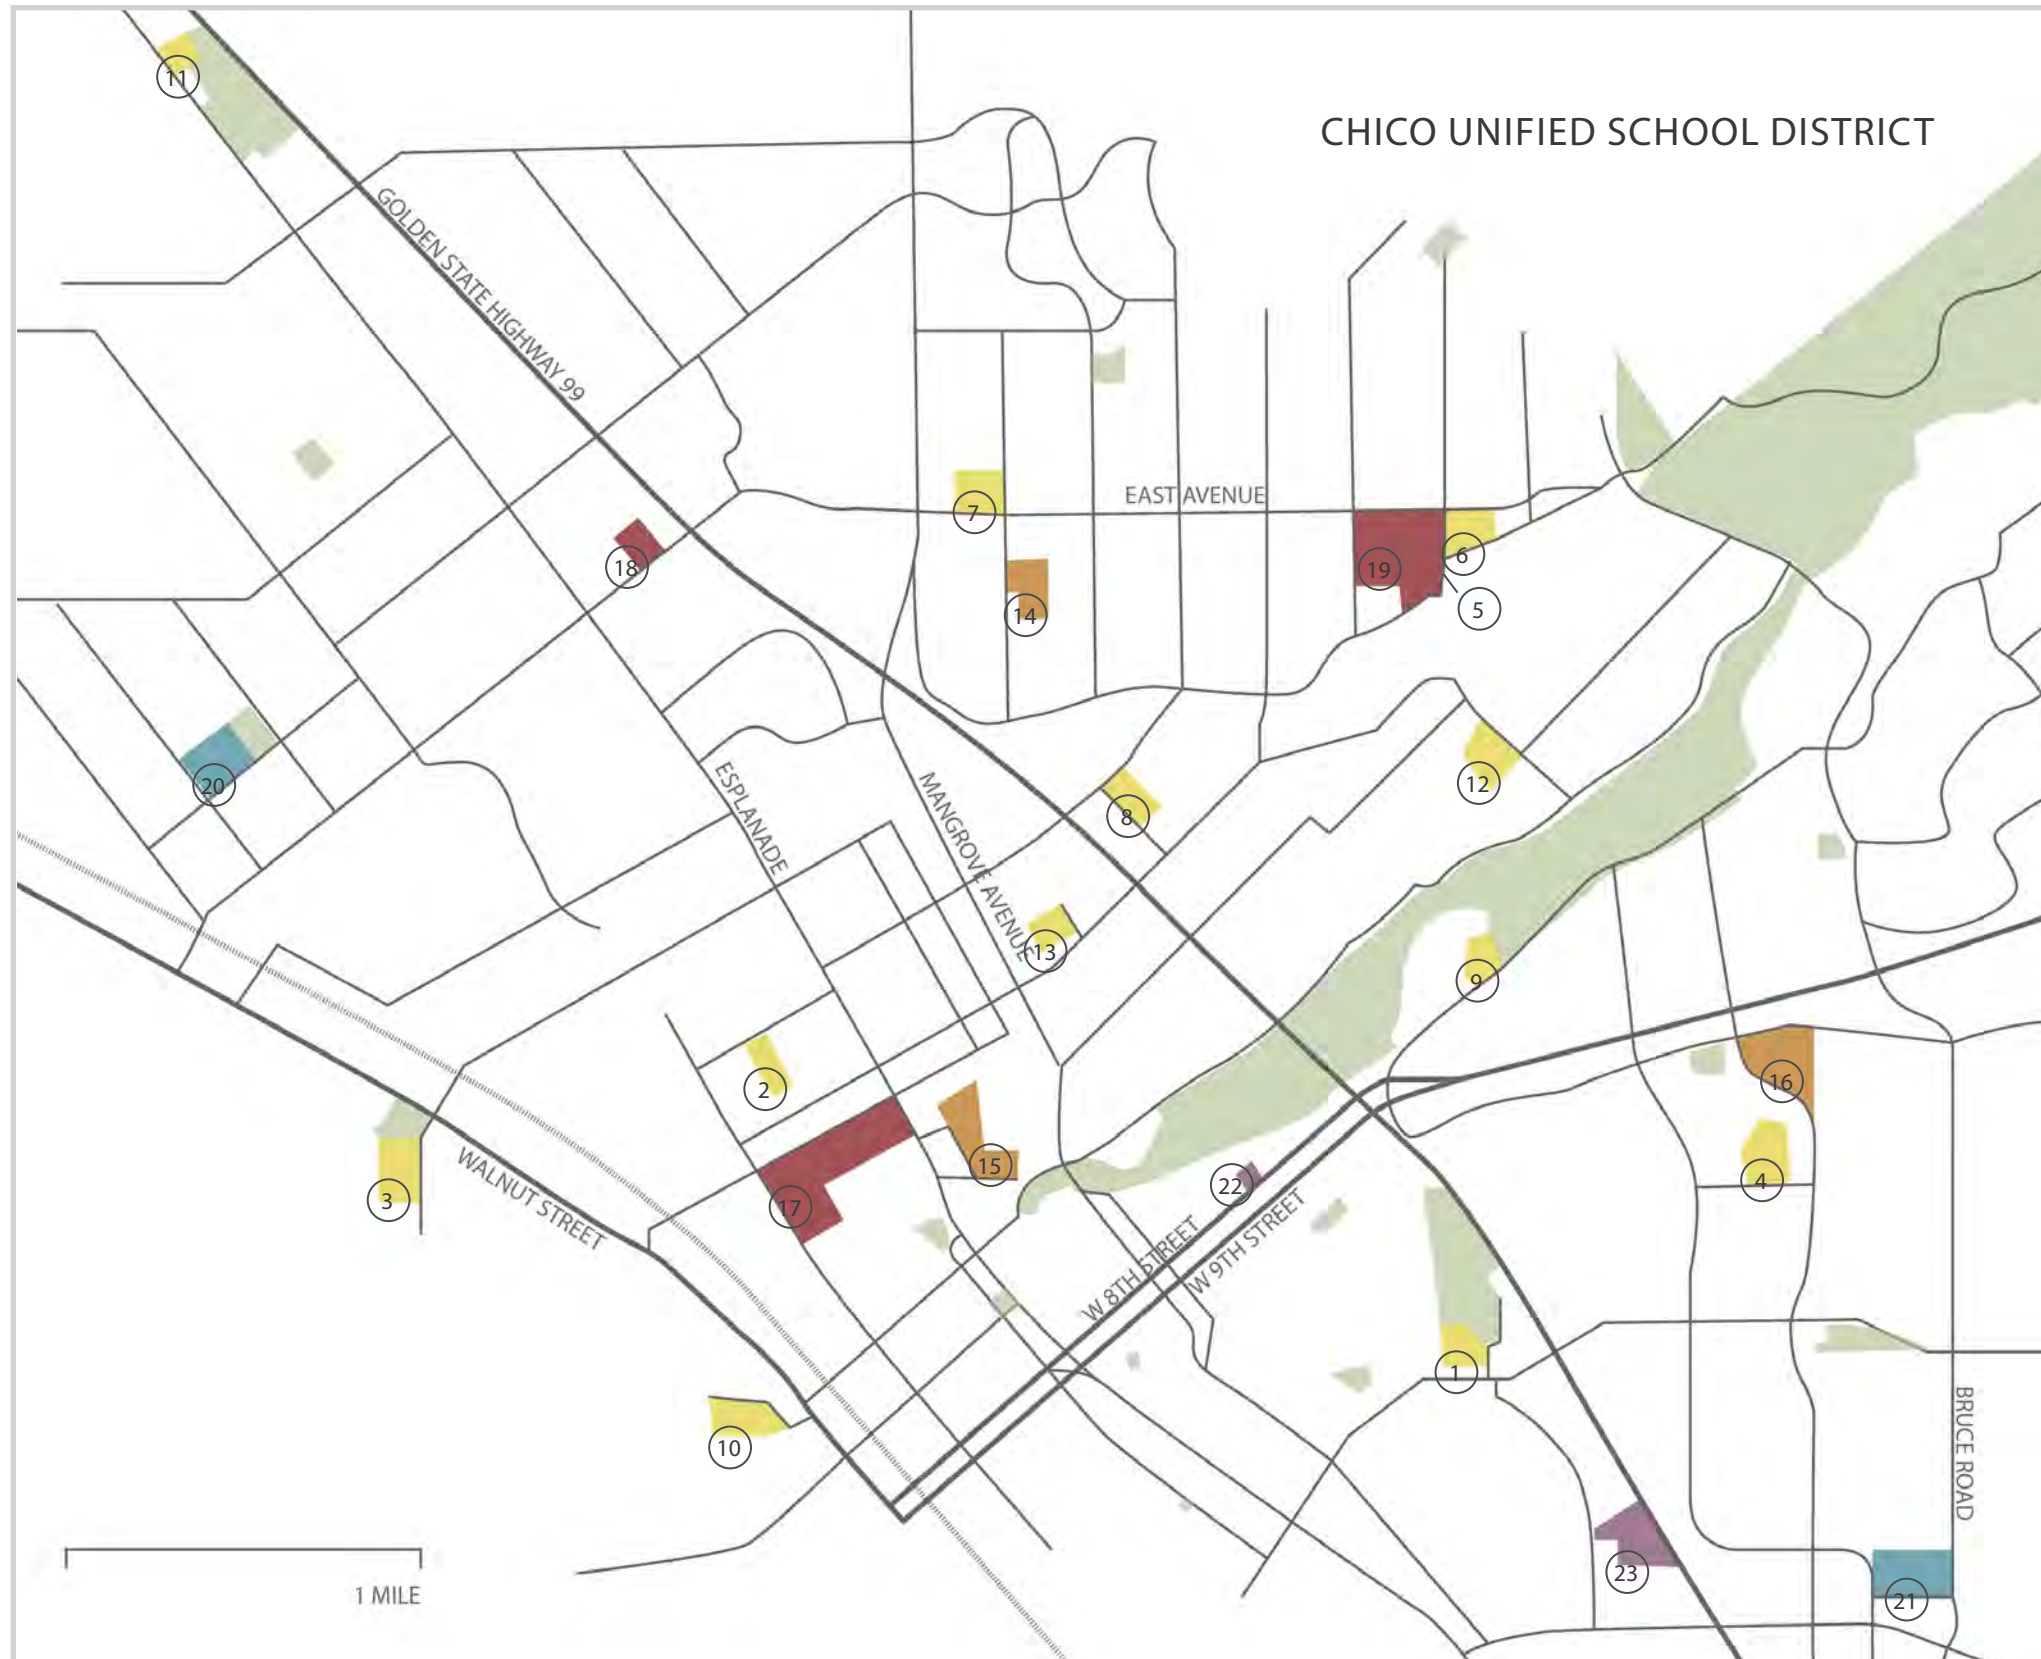 11
CHICO UNIFIED SCHOOL DISTRICT
GOLDEN STATE HIGHWAY 99
EAST AVENUE
7
18
19
6
5
14
20
ESPLANADE
MANGROVE AVENUE
12
8
13
9
2
16
15
22
4
3
WALNUT STREET
17
W 8TH STREET
W 9TH STREET
1
10
BRUCE ROAD
23
21
1 MILE